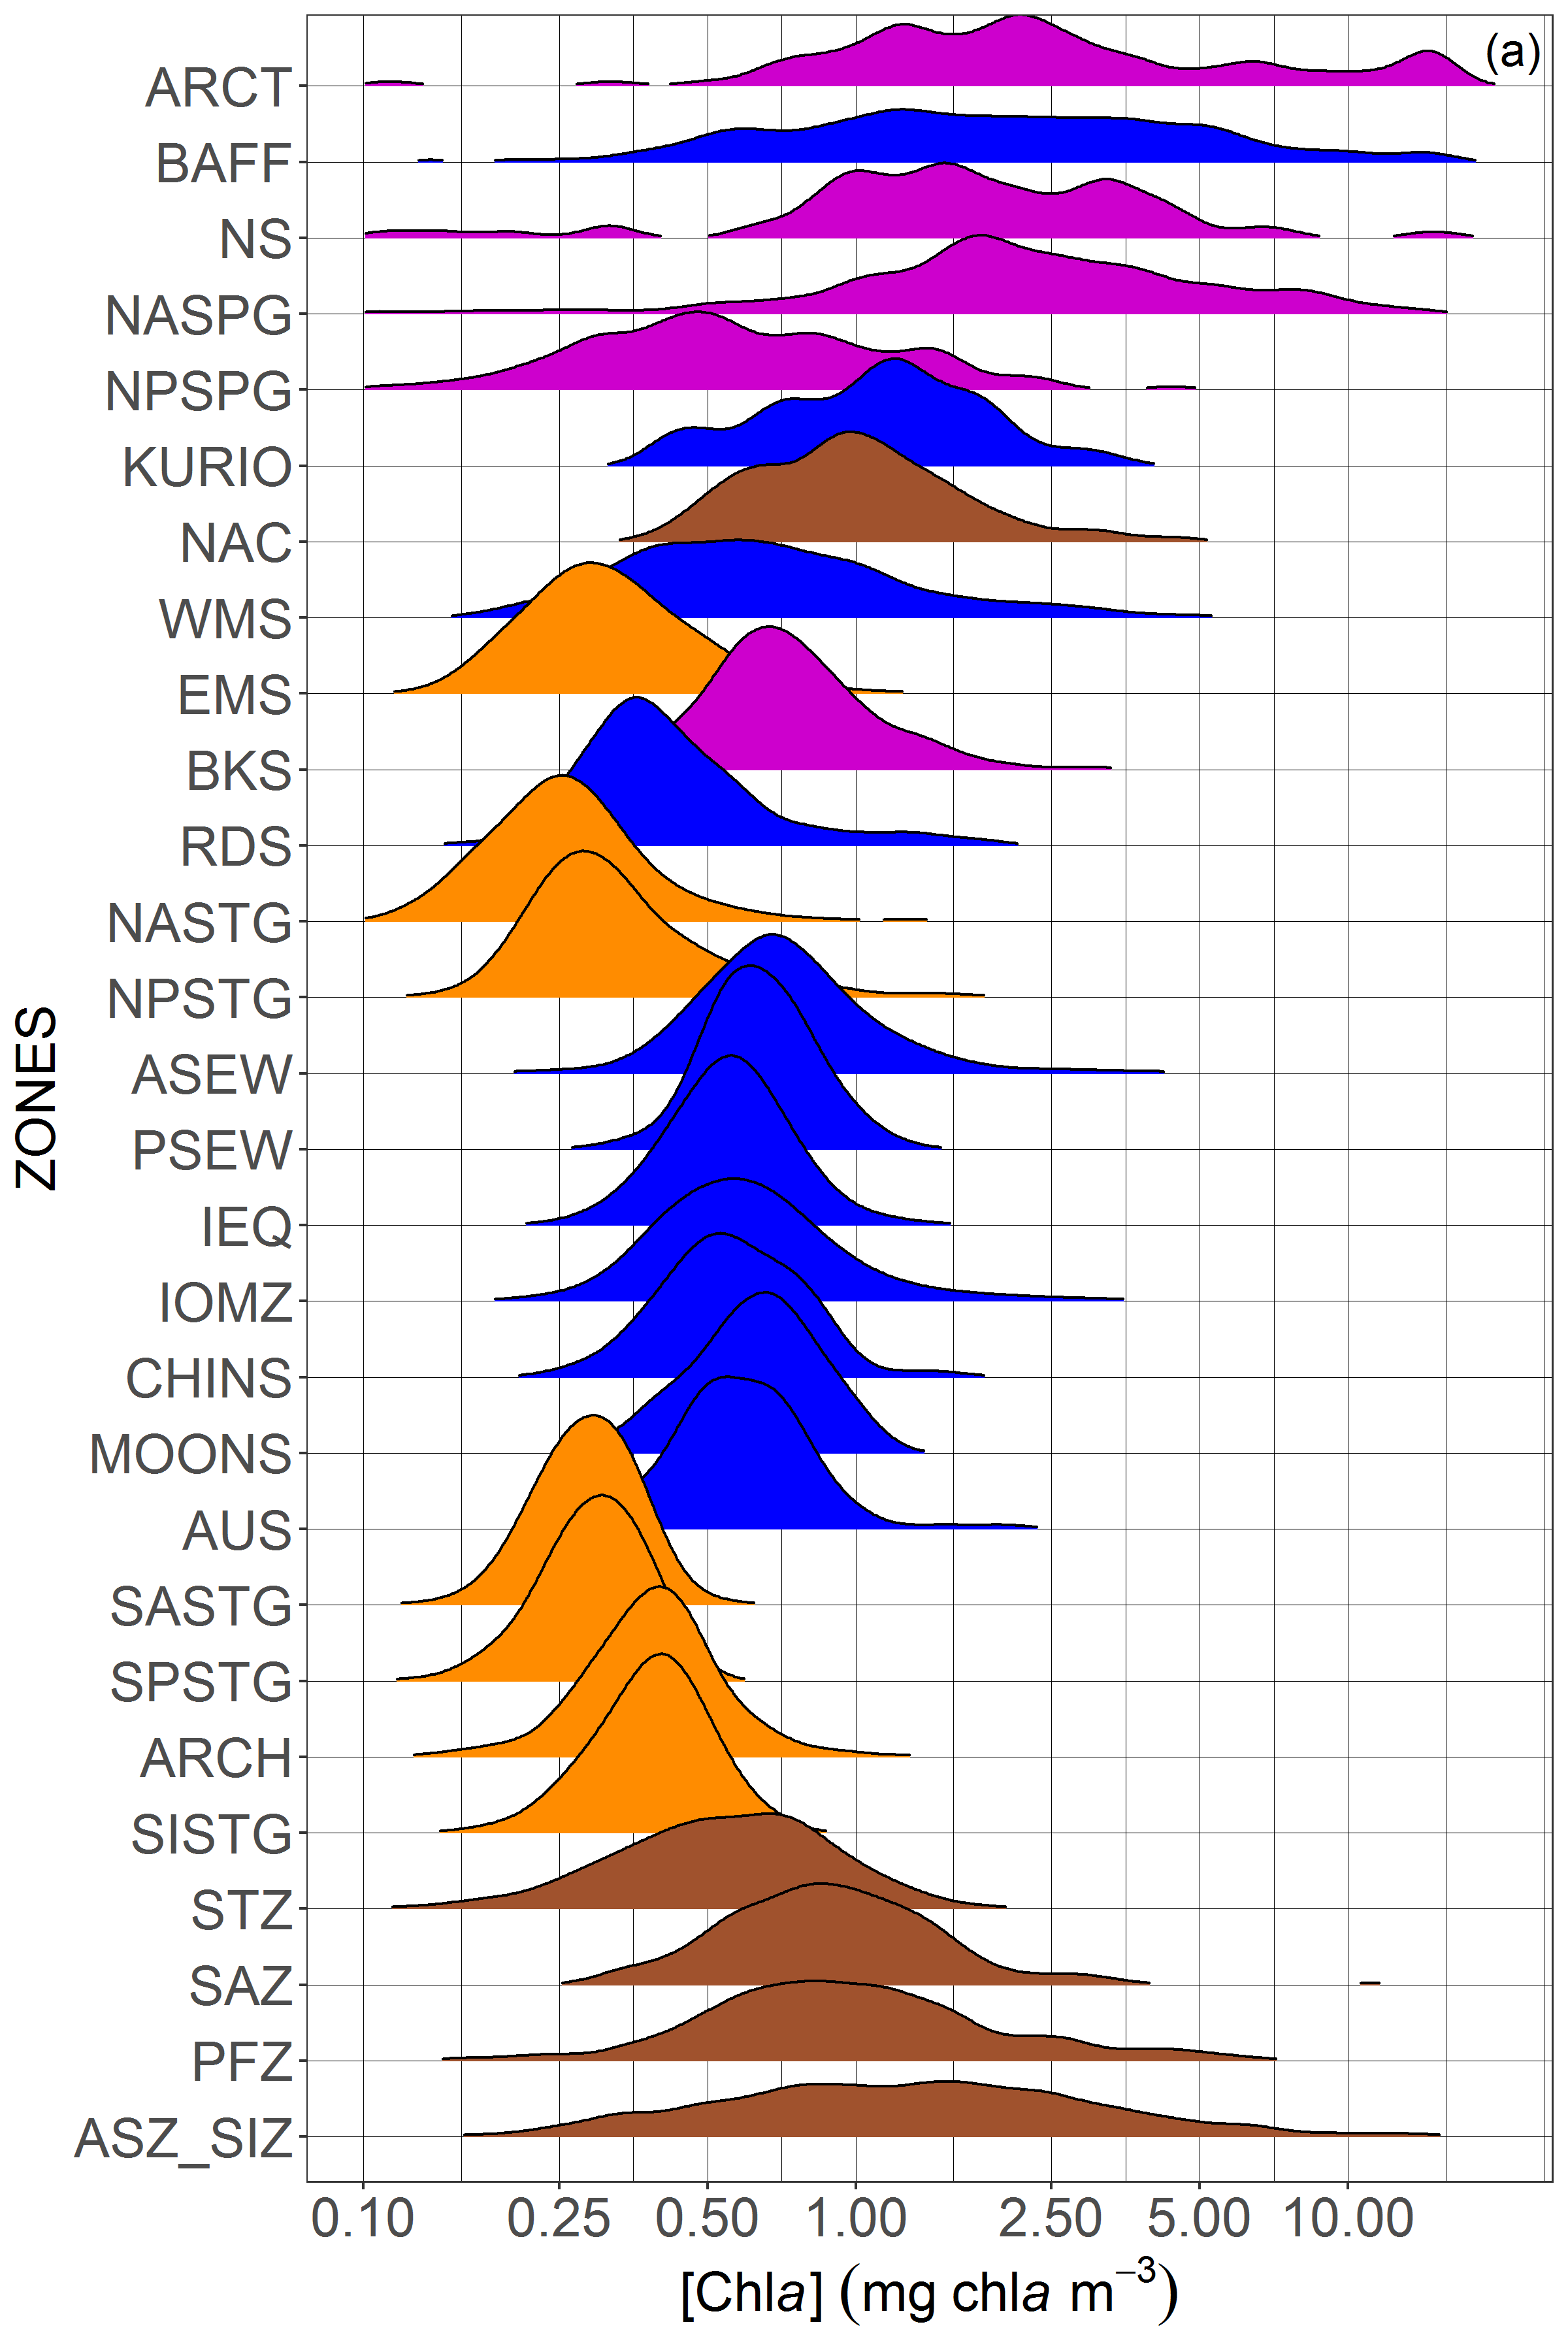 (a)
ARCT
BAFF
NS
NASPG
NPSPG
KURIO
NAC
WMS
EMS
BKS
RDS
NASTG
NPSTG
ASEW
PSEW
IEQ
IOMZ
CHINS
MOONS
AUS
SASTG
SPSTG
ARCH
SISTG
STZ
SAZ
PFZ
ASZ_SIZ
ZONES
0.10 0.25 0.50 1.00 2.50 5.00 10.00
[Chla] (mg chla m⁻³)